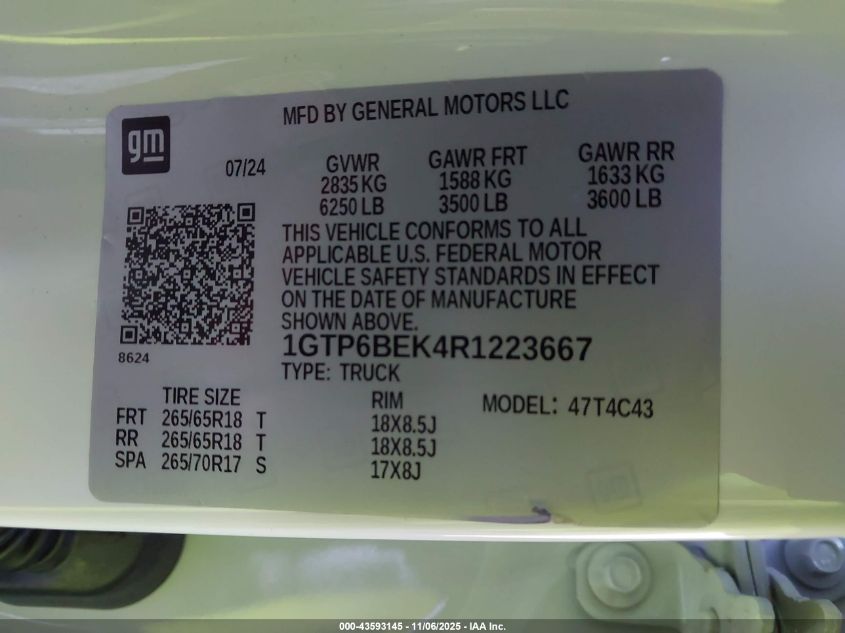 MFD BY GENERAL MOTORS LLC
gm
07/24
GVWR GAWR FRT GAWR RR
2835 KG 1588 KG 1633 KG
6250 LB 3500 LB 3600 LB
THIS VEHICLE CONFORMS TO ALL
APPLICABLE U.S. FEDERAL MOTOR
VEHICLE SAFETY STANDARDS IN EFFECT
ON THE DATE OF MANUFACTURE
SHOWN ABOVE.
8624
1GTP6BEK4R1223667
TYPE: TRUCK
TIRE SIZE RIM MODEL: 47T4C43
FRT 265/65R18 T 18X8.5J
RR 265/65R18 T 18X8.5J
SPA 265/70R17 S 17X8J
000-43593145 - 11/06/2025 - IAA Inc.